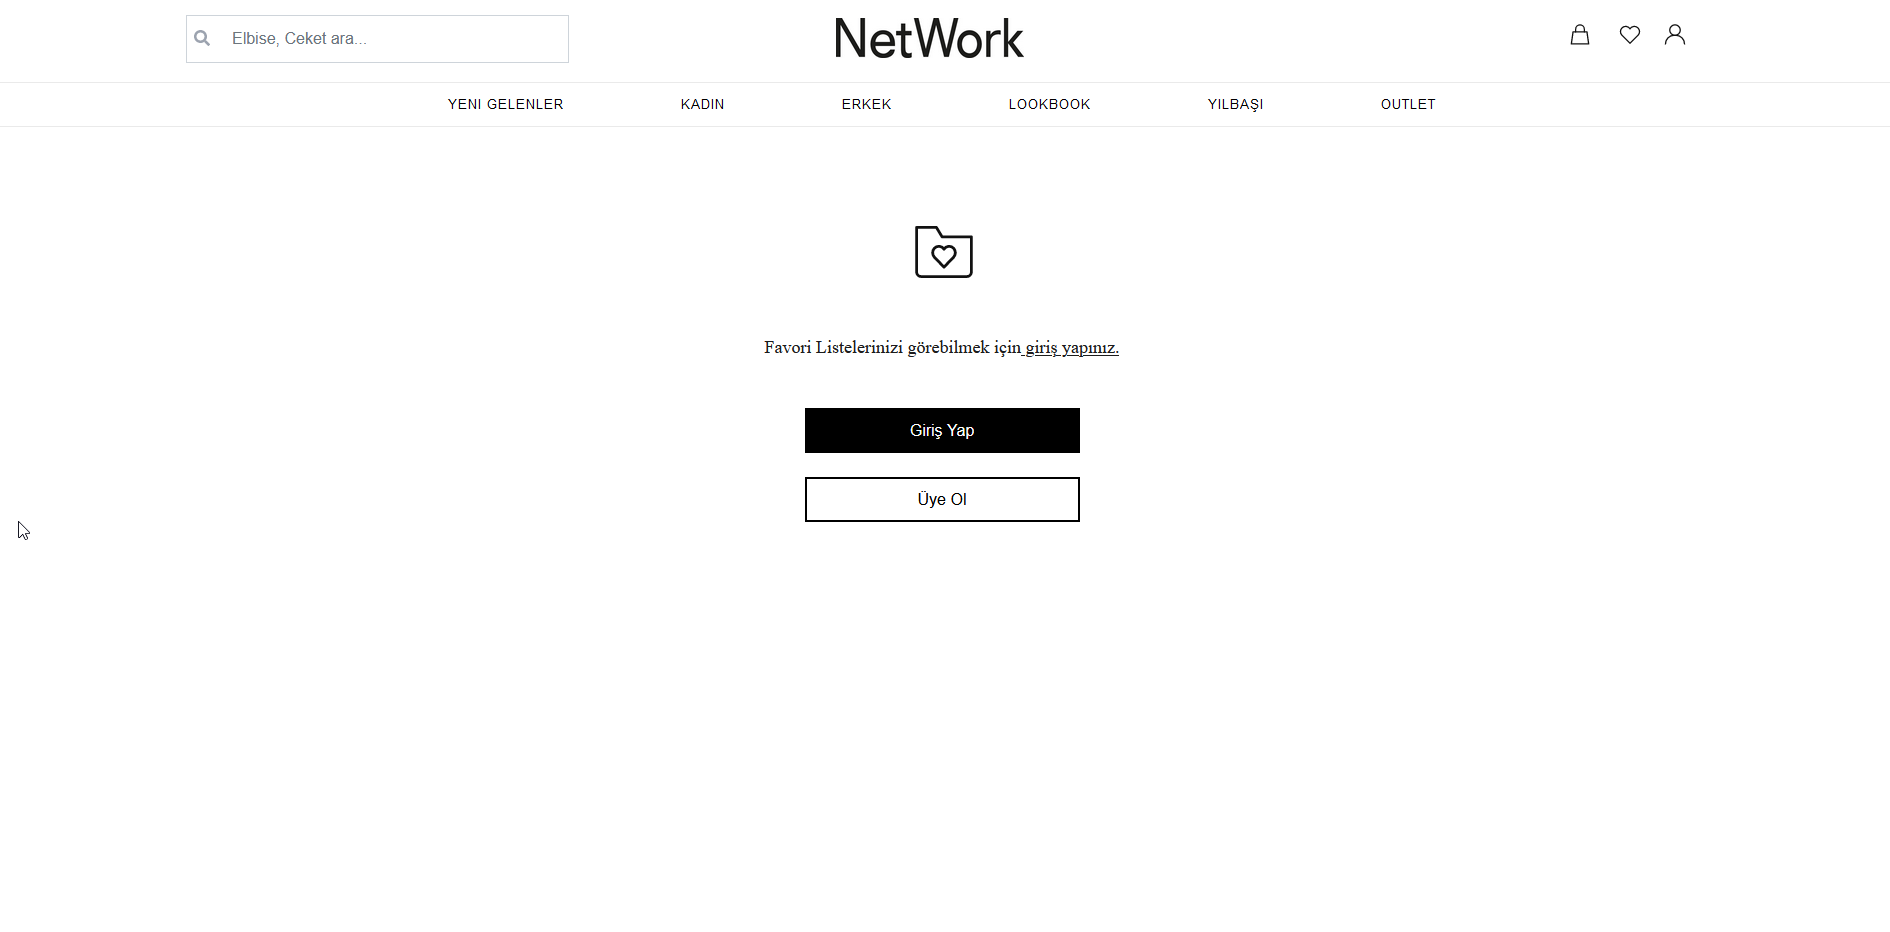 Elbise, Ceket ara...
NetWork
YENI GELENLER KADIN ERKEK LOOKBOOK YILBAŞI OUTLET
Favori Listelerinizi görebilmek için giriş yapınız.
Giriş Yap
Üye Ol